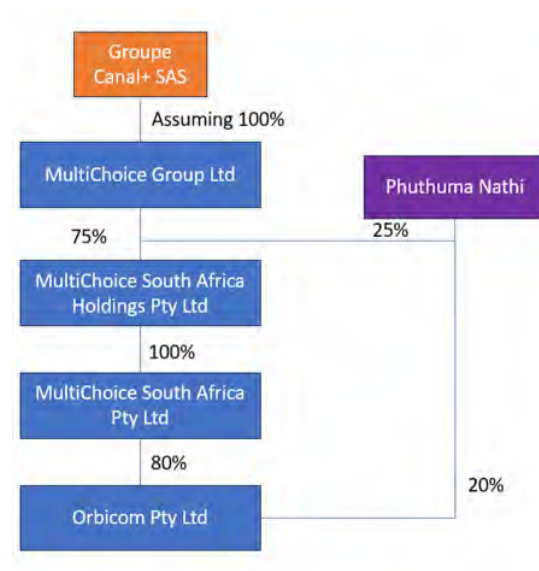 Groupe
Canal+ SAS
Assuming 100%
MultiChoice Group Ltd
Phuthuma Nathi
75%
25%
MultiChoice South Africa
Holdings Pty Ltd
100%
MultiChoice South Africa
Pty Ltd
80%
20%
Orbicom Pty Ltd